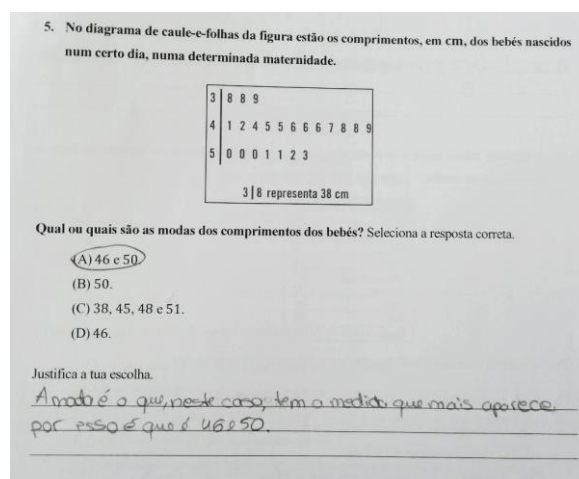 5. No diagrama de caule-e-folhas da figura estão os comprimentos, em cm, dos bebés nascidos
num certo dia, numa determinada maternidade.
3 | 8 8 9
4 | 1 2 4 5 5 6 6 6 7 8 8 9
5 | 0 0 0 1 1 2 3
3|8 representa 38 cm
Qual ou quais são as modas dos comprimentos dos bebés? Seleciona a resposta correta.
(A) 46 e 50.
(B) 50.
(C) 38, 45, 48 e 51.
(D) 46.
Justifica a tua escolha.
A moda é o que, neste caso, tem a medida que mais aparece
por esso é que é 46 e 50.